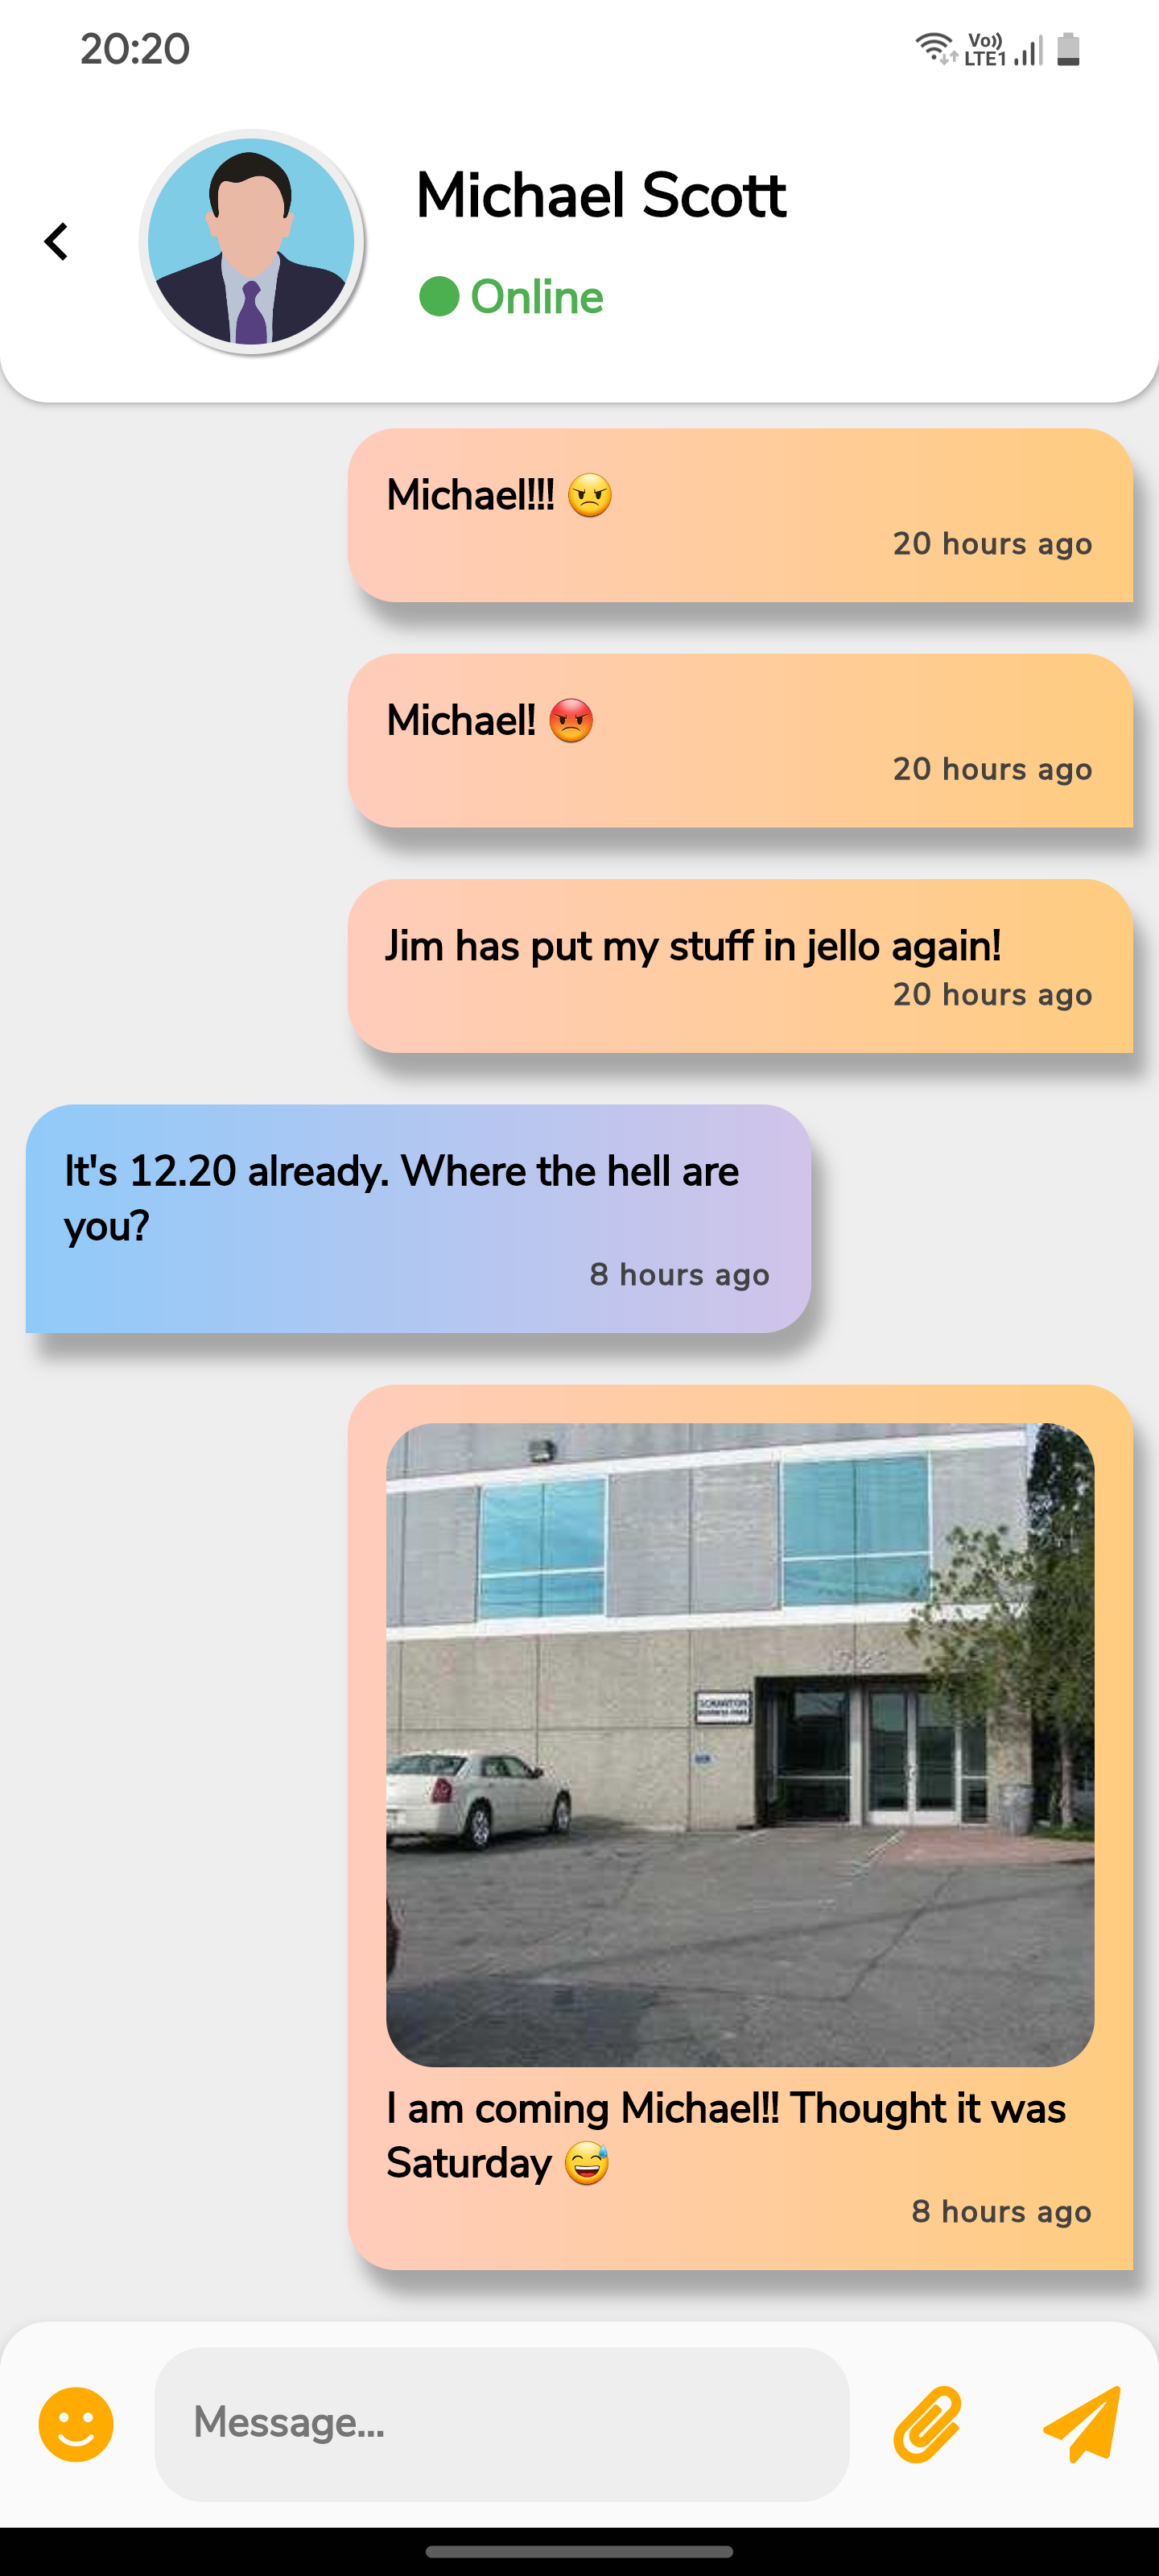 20:20
Vo))
LTE1
Michael Scott
Online
Michael!!! 😠
20 hours ago
Michael! 😡
20 hours ago
Jim has put my stuff in jello again!
20 hours ago
It's 12.20 already. Where the hell are
you?
8 hours ago
SCRANTON
BUSINESS PARK
I am coming Michael!! Thought it was
Saturday 😅
8 hours ago
Message...